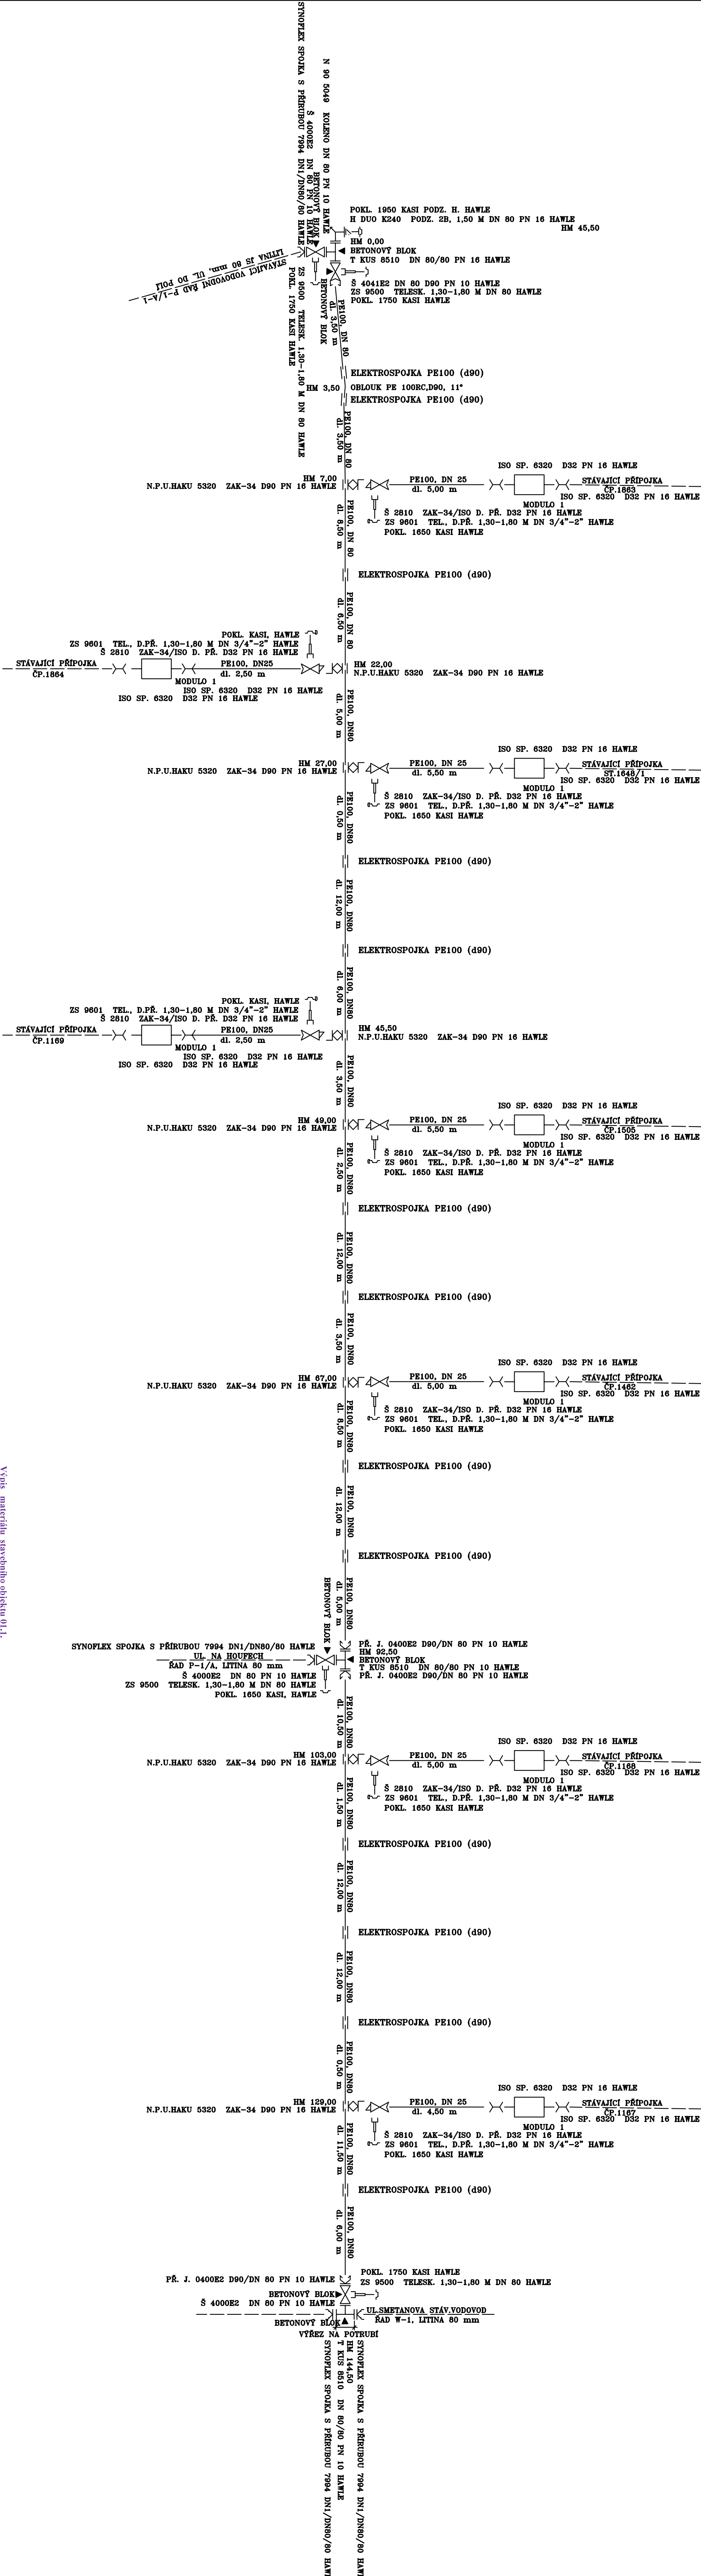 SYNOFLEX SPOJKA S PŘÍRUBOU 7994 DN1/DN80/80 HAWLE
Š 4000E2 DN 80 PN 10 HAWLE
BETONOVÝ BLOK
N 90 5049 KOLENO DN 80 PN 10 HAWLE
POKL. 1950 KASI PODZ. H. HAWLE
H DUO K240 PODZ. 2B, 1,50 M DN 80 PN 16 HAWLE
HM 45,50
HM 0,00
BETONOVÝ BLOK
T KUS 8510 DN 80/80 PN 16 HAWLE
Š 4041E2 DN 80 D90 PN 10 HAWLE
ZS 9500 TELESK. 1,30-1,80 M DN 80 HAWLE
POKL. 1750 KASI HAWLE
STÁVAJÍCÍ VODOVODNÍ ŘAD P-1/A-1
LITINA JS 80 mm, UL. DO POLÍ
ZS 9500 TELESK. 1,30-1,80 M DN 80 HAWLE
POKL. 1750 KASI HAWLE
BETONOVÝ BLOK
PE100, DN 80
dl. 3,50 m
ELEKTROSPOJKA PE100 (d90)
HM 3,50
OBLOUK PE 100RC,D90, 11°
ELEKTROSPOJKA PE100 (d90)
PE100, DN 80
dl. 3,50 m
HM 7,00
N.P.U.HAKU 5320 ZAK-34 D90 PN 16 HAWLE
PE100, DN 25
dl. 5,00 m
ISO SP. 6320 D32 PN 16 HAWLE
MODULO 1
STÁVAJÍCÍ PŘÍPOJKA
ČP.1863
ISO SP. 6320 D32 PN 16 HAWLE
Š 2810 ZAK-34/ISO D. PŘ. D32 PN 16 HAWLE
ZS 9601 TEL., D.PŘ. 1,30-1,80 M DN 3/4"-2" HAWLE
POKL. 1650 KASI HAWLE
PE100, DN 80
dl. 8,50 m
ELEKTROSPOJKA PE100 (d90)
PE100, DN 80
dl. 6,50 m
POKL. KASI, HAWLE
ZS 9601 TEL., D.PŘ. 1,30-1,80 M DN 3/4"-2" HAWLE
Š 2810 ZAK-34/ISO D. PŘ. D32 PN 16 HAWLE
STÁVAJÍCÍ PŘÍPOJKA
ČP.1864
PE100, DN25
dl. 2,50 m
MODULO 1
ISO SP. 6320 D32 PN 16 HAWLE
ISO SP. 6320 D32 PN 16 HAWLE
HM 22,00
N.P.U.HAKU 5320 ZAK-34 D90 PN 16 HAWLE
PE100, DN80
dl. 5,00 m
HM 27,00
N.P.U.HAKU 5320 ZAK-34 D90 PN 16 HAWLE
PE100, DN 25
dl. 5,50 m
ISO SP. 6320 D32 PN 16 HAWLE
MODULO 1
STÁVAJÍCÍ PŘÍPOJKA
ST.1648/1
ISO SP. 6320 D32 PN 16 HAWLE
Š 2810 ZAK-34/ISO D. PŘ. D32 PN 16 HAWLE
ZS 9601 TEL., D.PŘ. 1,30-1,80 M DN 3/4"-2" HAWLE
POKL. 1650 KASI HAWLE
PE100, DN80
dl. 0,50 m
ELEKTROSPOJKA PE100 (d90)
PE100, DN80
dl. 12,00 m
ELEKTROSPOJKA PE100 (d90)
PE100, DN80
dl. 6,00 m
POKL. KASI, HAWLE
ZS 9601 TEL., D.PŘ. 1,30-1,80 M DN 3/4"-2" HAWLE
Š 2810 ZAK-34/ISO D. PŘ. D32 PN 16 HAWLE
STÁVAJÍCÍ PŘÍPOJKA
ČP.1169
PE100, DN25
dl. 2,50 m
MODULO 1
ISO SP. 6320 D32 PN 16 HAWLE
ISO SP. 6320 D32 PN 16 HAWLE
HM 45,50
N.P.U.HAKU 5320 ZAK-34 D90 PN 16 HAWLE
PE100, DN80
dl. 3,50 m
HM 49,00
N.P.U.HAKU 5320 ZAK-34 D90 PN 16 HAWLE
PE100, DN 25
dl. 5,50 m
ISO SP. 6320 D32 PN 16 HAWLE
MODULO 1
STÁVAJÍCÍ PŘÍPOJKA
ČP.1505
ISO SP. 6320 D32 PN 16 HAWLE
Š 2810 ZAK-34/ISO D. PŘ. D32 PN 16 HAWLE
ZS 9601 TEL., D.PŘ. 1,30-1,80 M DN 3/4"-2" HAWLE
POKL. 1650 KASI HAWLE
PE100, DN80
dl. 2,50 m
ELEKTROSPOJKA PE100 (d90)
PE100, DN80
dl. 12,00 m
ELEKTROSPOJKA PE100 (d90)
PE100, DN80
dl. 3,50 m
HM 67,00
N.P.U.HAKU 5320 ZAK-34 D90 PN 16 HAWLE
PE100, DN 25
dl. 5,00 m
ISO SP. 6320 D32 PN 16 HAWLE
MODULO 1
STÁVAJÍCÍ PŘÍPOJKA
ČP.1462
ISO SP. 6320 D32 PN 16 HAWLE
Š 2810 ZAK-34/ISO D. PŘ. D32 PN 16 HAWLE
ZS 9601 TEL., D.PŘ. 1,30-1,80 M DN 3/4"-2" HAWLE
POKL. 1650 KASI HAWLE
PE100, DN80
dl. 8,50 m
ELEKTROSPOJKA PE100 (d90)
Výpis materiálu stavebního objektu 01.1.
PE100, DN80
dl. 12,00 m
ELEKTROSPOJKA PE100 (d90)
PE100, DN80
dl. 5,00 m
BETONOVÝ BLOK
SYNOFLEX SPOJKA S PŘÍRUBOU 7994 DN1/DN80/80 HAWLE
UL. NA HOUFECH
ŘAD P-1/A, LITINA 80 mm
Š 4000E2 DN 80 PN 10 HAWLE
ZS 9500 TELESK. 1,30-1,80 M DN 80 HAWLE
POKL. 1650 KASI, HAWLE
PŘ. J. 0400E2 D90/DN 80 PN 10 HAWLE
HM 92,50
BETONOVÝ BLOK
T KUS 8510 DN 80/80 PN 10 HAWLE
PŘ. J. 0400E2 D90/DN 80 PN 10 HAWLE
PE100, DN80
dl. 10,50 m
HM 103,00
N.P.U.HAKU 5320 ZAK-34 D90 PN 16 HAWLE
PE100, DN 25
dl. 5,00 m
ISO SP. 6320 D32 PN 16 HAWLE
MODULO 1
STÁVAJÍCÍ PŘÍPOJKA
ČP.1168
ISO SP. 6320 D32 PN 16 HAWLE
Š 2810 ZAK-34/ISO D. PŘ. D32 PN 16 HAWLE
ZS 9601 TEL., D.PŘ. 1,30-1,80 M DN 3/4"-2" HAWLE
POKL. 1650 KASI HAWLE
PE100, DN80
dl. 1,50 m
ELEKTROSPOJKA PE100 (d90)
PE100, DN80
dl. 12,00 m
ELEKTROSPOJKA PE100 (d90)
PE100, DN80
dl. 12,00 m
ELEKTROSPOJKA PE100 (d90)
PE100, DN80
dl. 0,50 m
HM 129,00
N.P.U.HAKU 5320 ZAK-34 D90 PN 16 HAWLE
PE100, DN 25
dl. 4,50 m
ISO SP. 6320 D32 PN 16 HAWLE
MODULO 1
STÁVAJÍCÍ PŘÍPOJKA
ČP.1167
ISO SP. 6320 D32 PN 16 HAWLE
Š 2810 ZAK-34/ISO D. PŘ. D32 PN 16 HAWLE
ZS 9601 TEL., D.PŘ. 1,30-1,80 M DN 3/4"-2" HAWLE
POKL. 1650 KASI HAWLE
PE100, DN80
dl. 11,50 m
ELEKTROSPOJKA PE100 (d90)
PE100, DN80
dl. 6,00 m
POKL. 1750 KASI HAWLE
PŘ. J. 0400E2 D90/DN 80 PN 10 HAWLE
ZS 9500 TELESK. 1,30-1,80 M DN 80 HAWLE
BETONOVÝ BLOK
Š 4000E2 DN 80 PN 10 HAWLE
UL.SMETANOVA STÁV.VODOVOD
ŘAD W-1, LITINA 80 mm
BETONOVÝ BLOK
VÝŘEZ NA POTRUBÍ
SYNOFLEX SPOJKA S PŘÍRUBOU 7994 DN1/DN80/80 HAWL
T KUS 8510 DN 80/80 PN 10 HAWLE
HM 144,50
SYNOFLEX SPOJKA S PŘÍRUBOU 7994 DN1/DN80/80 HAWL